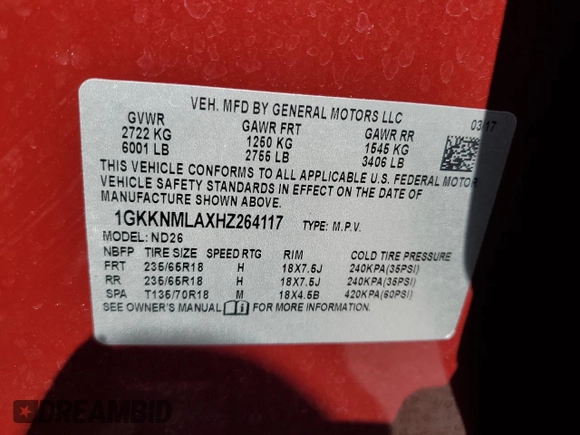 VEH. MFD BY GENERAL MOTORS LLC
03/17
GVWR GAWR FRT GAWR RR
2722 KG 1250 KG 1545 KG
6001 LB 2755 LB 3406 LB
THIS VEHICLE CONFORMS TO ALL APPLICABLE U.S. FEDERAL MOTOR
VEHICLE SAFETY STANDARDS IN EFFECT ON THE DATE OF
MANUFACTURE SHOWN ABOVE.
1GKKNMLAXHZ264117 TYPE: M.P.V.
MODEL: ND26
NBFP TIRE SIZE SPEED RTG RIM COLD TIRE PRESSURE
FRT 235/65R18 H 18X7.5J 240KPA(35PSI)
RR 235/65R18 H 18X7.5J 240KPA(35PSI)
SPA T135/70R18 M 18X4.5B 420KPA(60PSI)
SEE OWNER'S MANUAL FOR MORE INFORMATION
DREAMBID